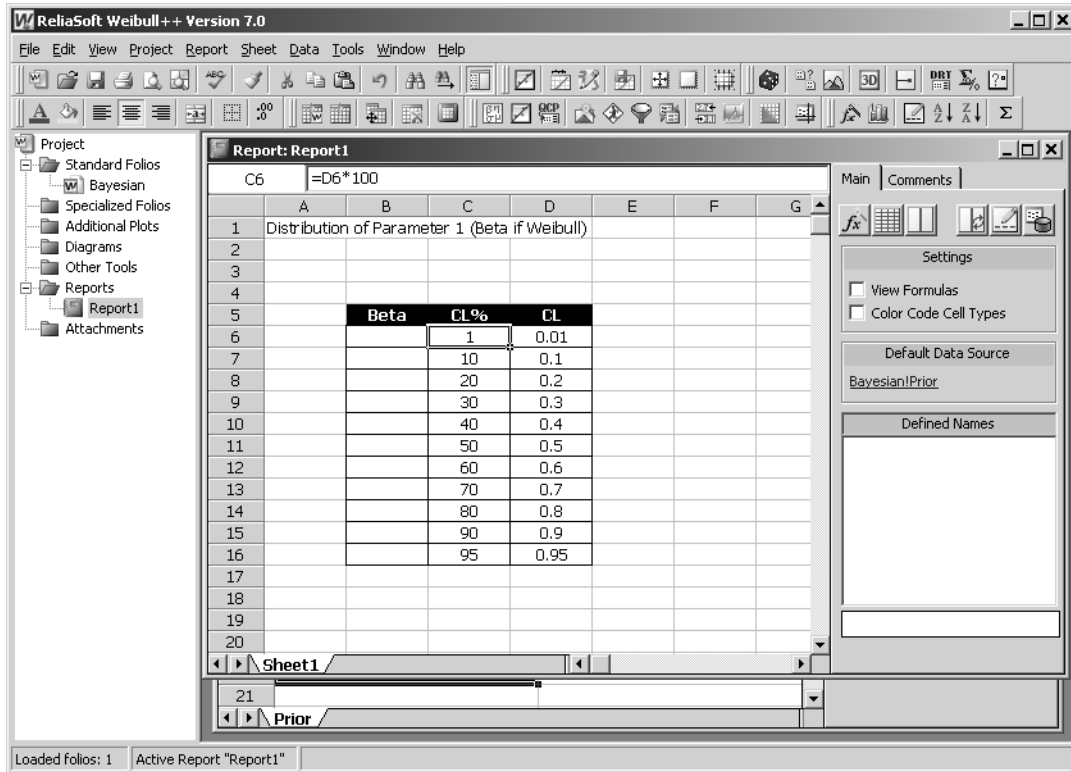 ReliaSoft Weibull++ Version 7.0
File Edit View Project Report Sheet Data Tools Window Help
Project
Standard Folios
Bayesian
Specialized Folios
Additional Plots
Diagrams
Other Tools
Reports
Report1
Attachments
Report: Report1
C6 =D6*100
A B C D E F G
1 Distribution of Parameter 1 (Beta if Weibull)
2
3
4
5 Beta CL% CL
6 1 0.01
7 10 0.1
8 20 0.2
9 30 0.3
10 40 0.4
11 50 0.5
12 60 0.6
13 70 0.7
14 80 0.8
15 90 0.9
16 95 0.95
17
18
19
20
Sheet1
21
Prior
Main Comments
Settings
View Formulas
Color Code Cell Types
Default Data Source
Bayesian!Prior
Defined Names
Loaded folios: 1 Active Report "Report1"